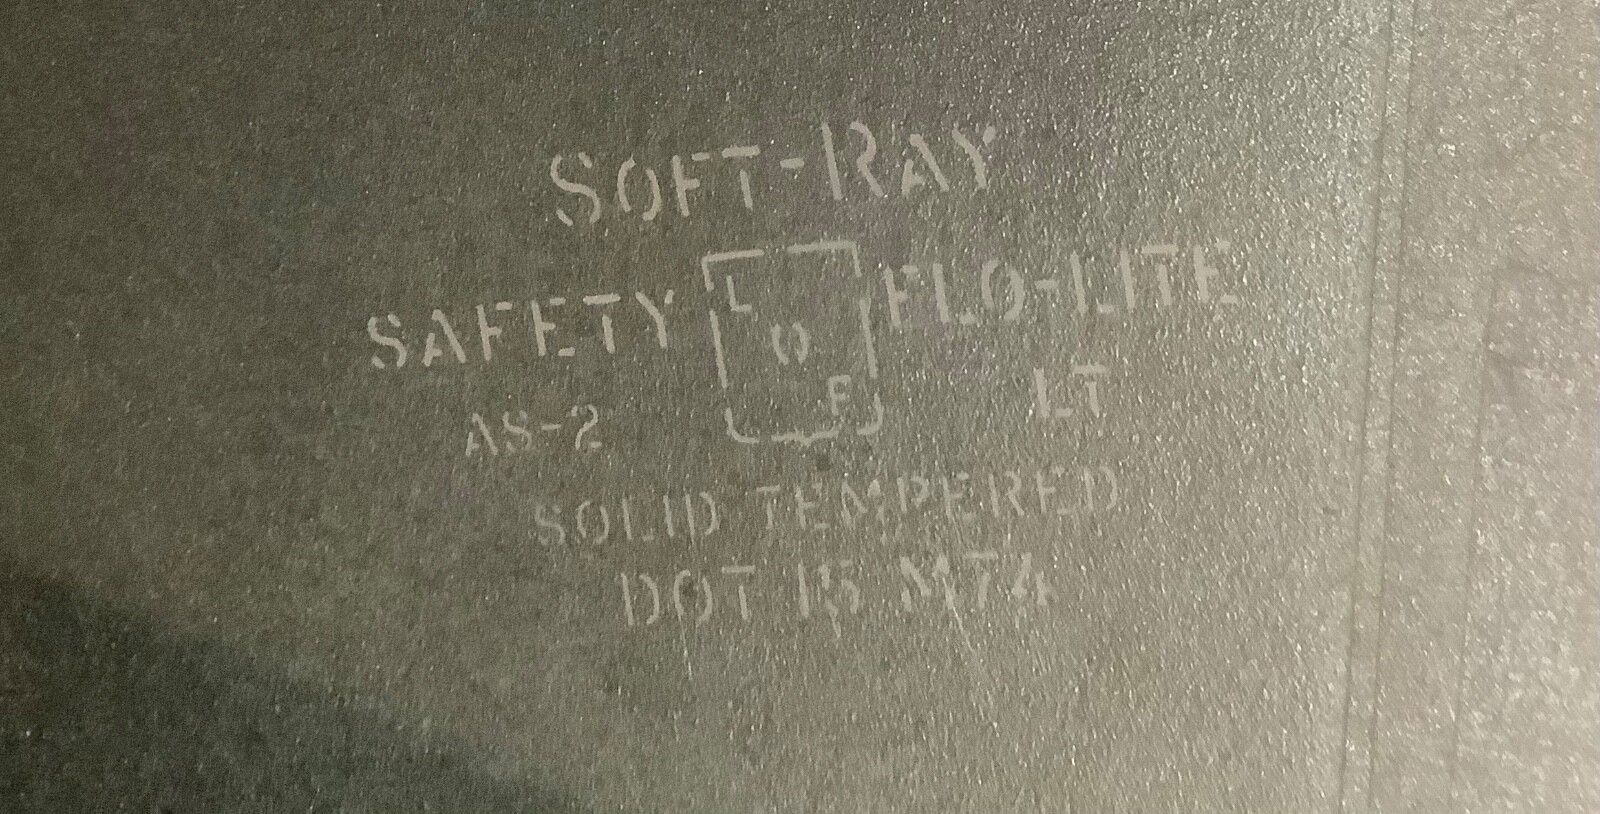 SOFT-RAY
SAFETY L O F FLO-LITE
AS-2 LT
SOLID TEMPERED
DOT 15 M74